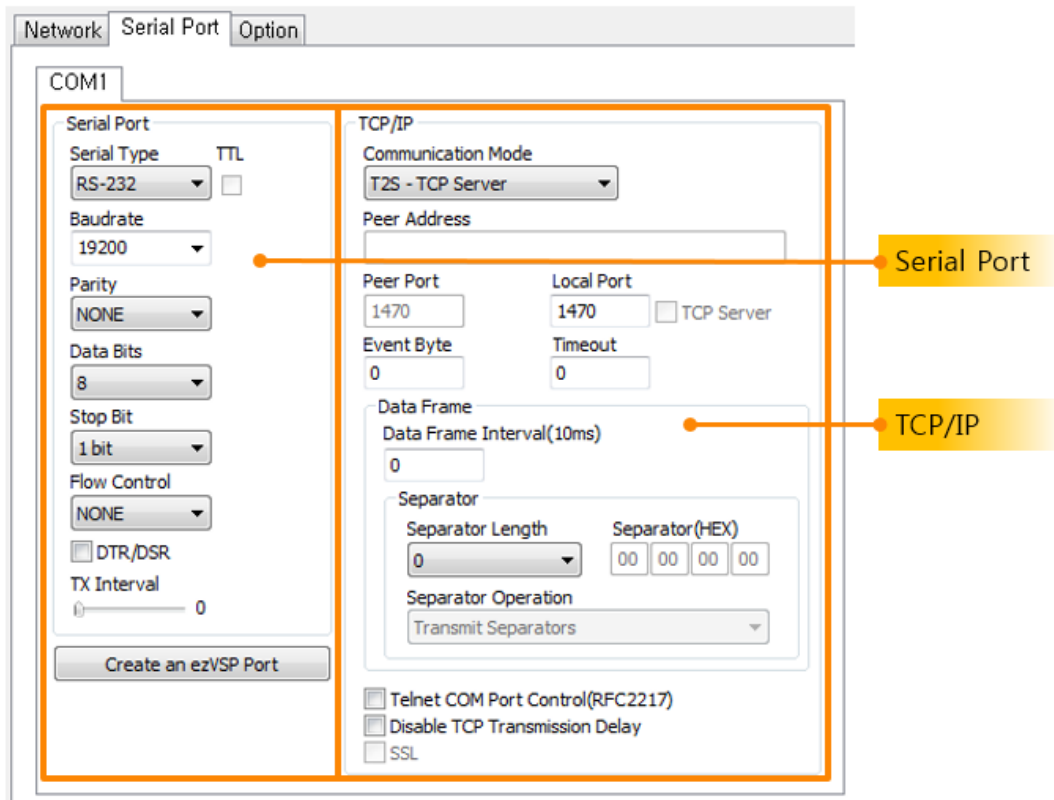 Network Serial Port Option
COM1
Serial Port
Serial Type TTL
RS-232
Baudrate
19200
Parity
NONE
Data Bits
8
Stop Bit
1 bit
Flow Control
NONE
DTR/DSR
TX Interval
0
Create an ezVSP Port
TCP/IP
Communication Mode
T2S - TCP Server
Peer Address
Peer Port Local Port
1470 1470 TCP Server
Event Byte Timeout
0 0
Data Frame
Data Frame Interval(10ms)
0
Separator
Separator Length Separator(HEX)
0 00 00 00 00
Separator Operation
Transmit Separators
Telnet COM Port Control(RFC2217)
Disable TCP Transmission Delay
SSL
Serial Port
TCP/IP